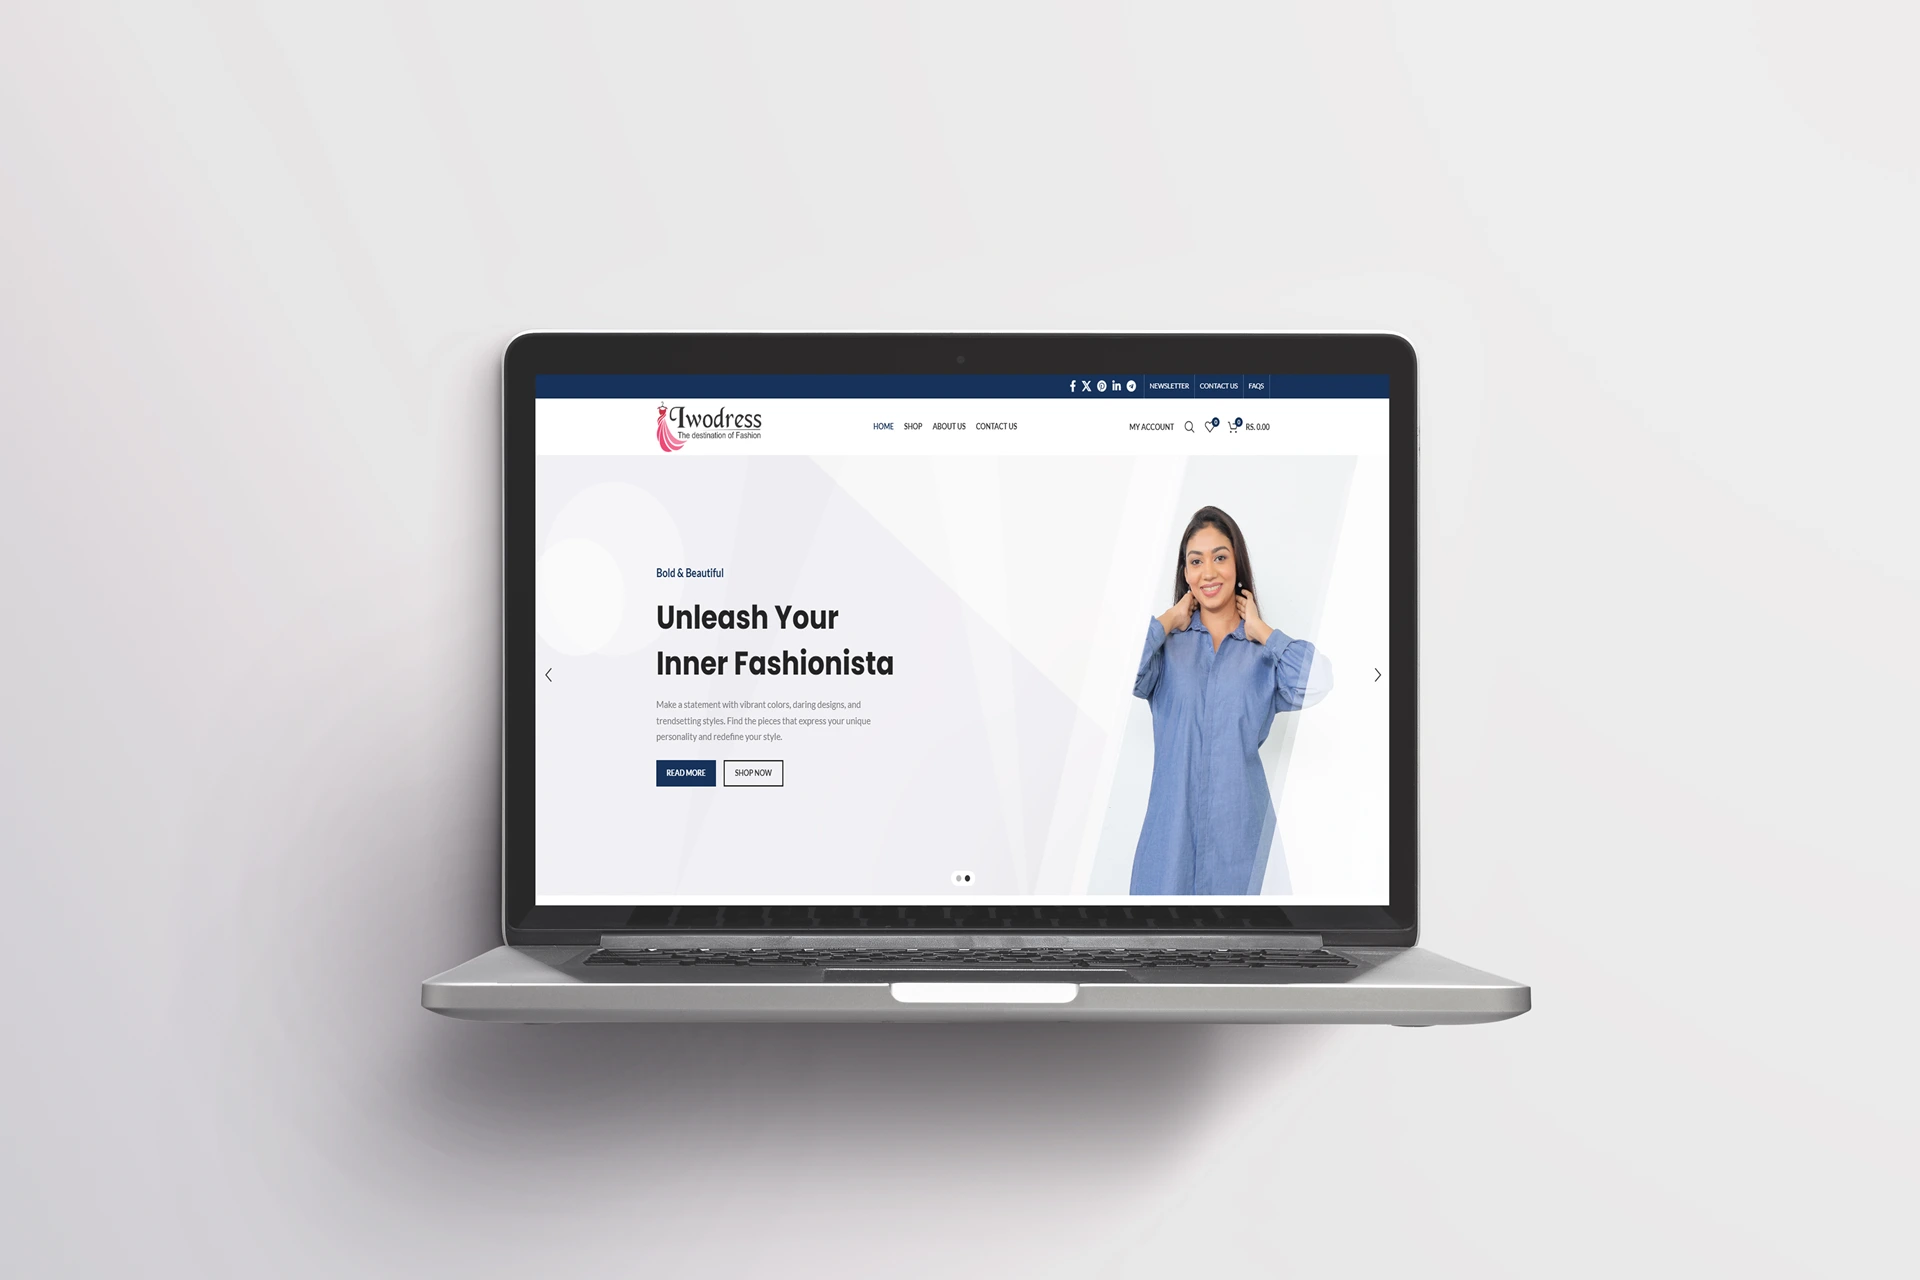 NEWSLETTER CONTACT US FAQS
Iwodress
The destination of Fashion
HOME SHOP ABOUT US CONTACT US
MY ACCOUNT 0 0 RS. 0.00
Bold & Beautiful
Unleash Your
Inner Fashionista
Make a statement with vibrant colors, daring designs, and
trendsetting styles. Find the pieces that express your unique
personality and redefine your style.
READ MORE SHOP NOW